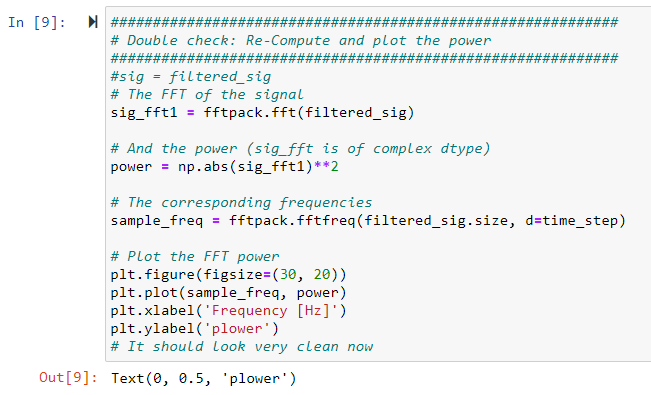 In [9]:
#############################################################
# Double check: Re-Compute and plot the power
#############################################################
#sig = filtered_sig
# The FFT of the signal
sig_fft1 = fftpack.fft(filtered_sig)
# And the power (sig_fft is of complex dtype)
power = np.abs(sig_fft1)**2
# The corresponding frequencies
sample_freq = fftpack.fftfreq(filtered_sig.size, d=time_step)
# Plot the FFT power
plt.figure(figsize=(30, 20))
plt.plot(sample_freq, power)
plt.xlabel('Frequency [Hz]')
plt.ylabel('plower')
# It should look very clean now
Out[9]: Text(0, 0.5, 'plower')